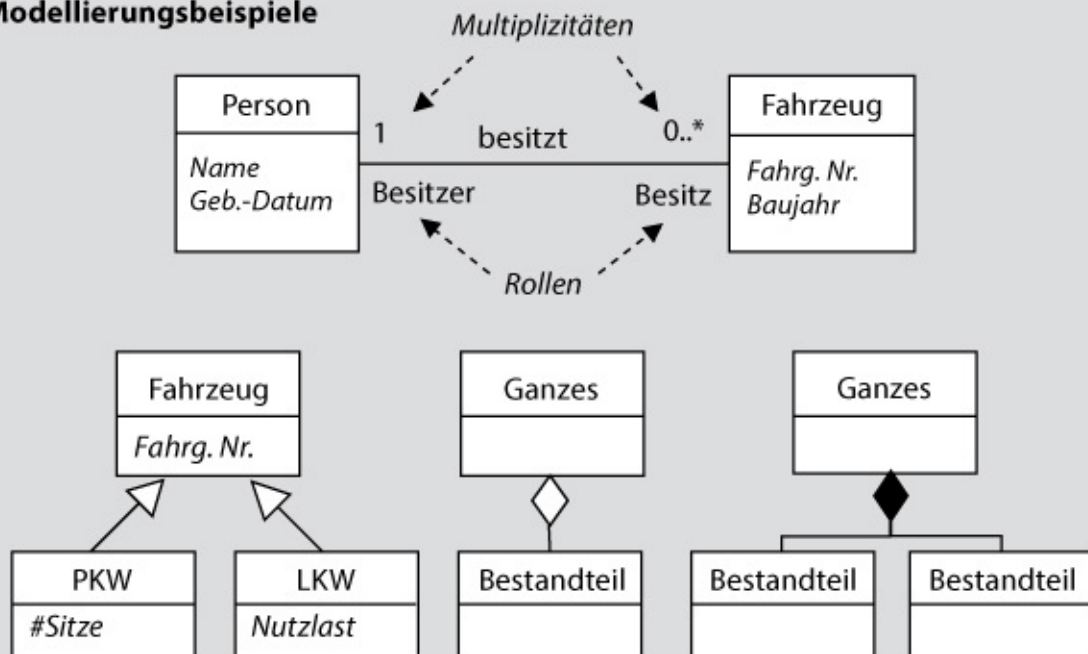 Modellierungsbeispiele
Multiplizitäten
Person
Fahrzeug
1
besitzt
0..*
Name
Geb.-Datum
Besitzer
Besitz
Fahrg. Nr.
Baujahr
Rollen
Fahrzeug
Ganzes
Ganzes
Fahrg. Nr.
PKW
LKW
Bestandteil
Bestandteil
Bestandteil
#Sitze
Nutzlast